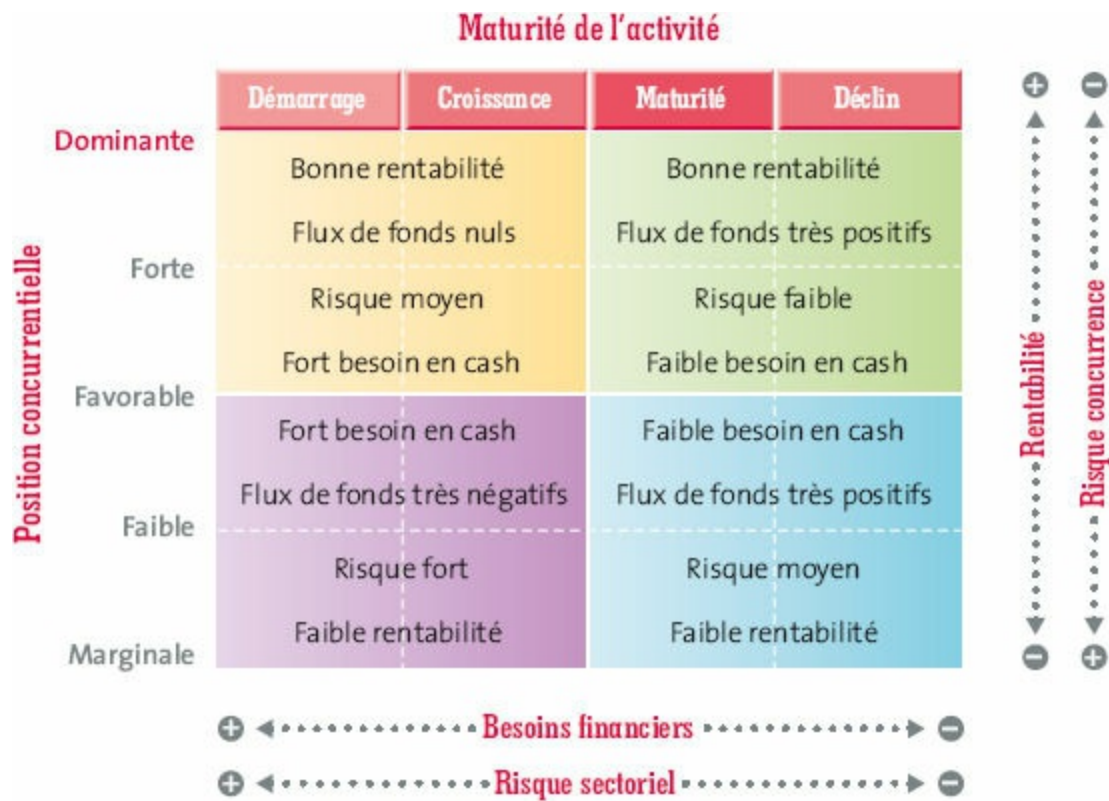 Maturité de l'activité
Démarrage Croissance Maturité Déclin
Position concurrentielle
Dominante
Forte
Favorable
Faible
Marginale
Bonne rentabilité
Flux de fonds nuls
Risque moyen
Fort besoin en cash
Bonne rentabilité
Flux de fonds très positifs
Risque faible
Faible besoin en cash
Fort besoin en cash
Flux de fonds très négatifs
Risque fort
Faible rentabilité
Faible besoin en cash
Flux de fonds très positifs
Risque moyen
Faible rentabilité
+ −
Rentabilité
Risque concurrence
− +
+ Besoins financiers −
+ Risque sectoriel −